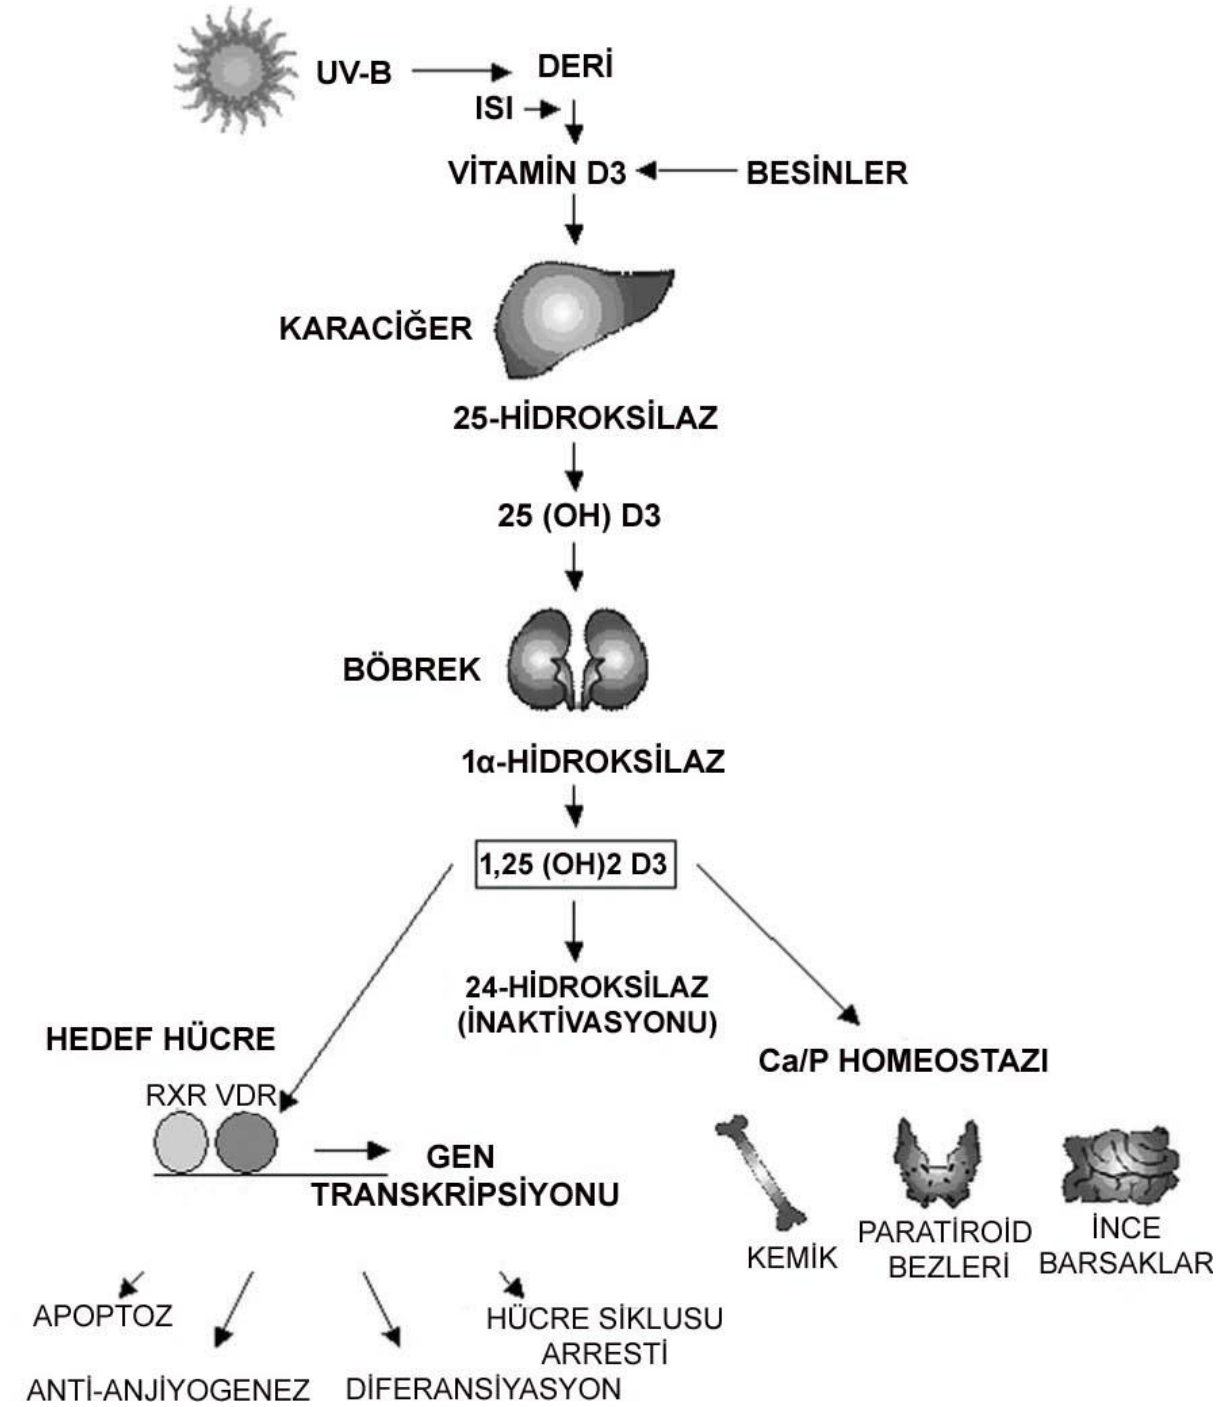 UV-B
DERİ
ISI
VİTAMİN D3
BESİNLER
KARACİĞER
25-HİDROKSİLAZ
25 (OH) D3
BÖBREK
1α-HİDROKSİLAZ
1,25 (OH)2 D3
24-HİDROKSİLAZ
(İNAKTİVASYONU)
HEDEF HÜCRE
RXR VDR
GEN
TRANSKRİPSİYONU
Ca/P HOMEOSTAZI
KEMİK
PARATİROİD
BEZLERİ
İNCE
BARSAKLAR
APOPTOZ
ANTİ-ANJİYOGENEZ
DİFERANSİYASYON
HÜCRE SİKLUSU
ARRESTİ